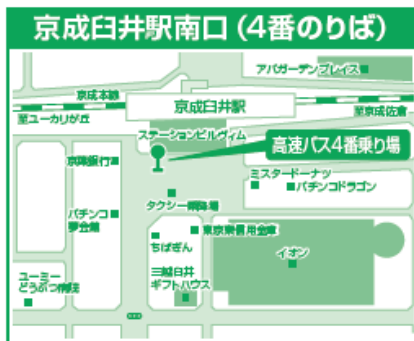 京成臼井駅南口（4番のりば）
アパガーデンプレイス
京成本線
京成臼井駅
至ユーカリが丘
至京成佐倉
ステーションビルヴィム
高速バス4番乗り場
京葉銀行
ミスタードーナツ
パチンコドラゴン
タクシー乗降場
パチンコ
夢会館
ちばぎん
東京東信用金庫
イオン
三越臼井
ギフトハウス
ユーミー
どうぶつ病院